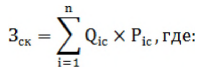 З_ск = ∑_{i=1}^{n} Q_ic × P_ic, где: